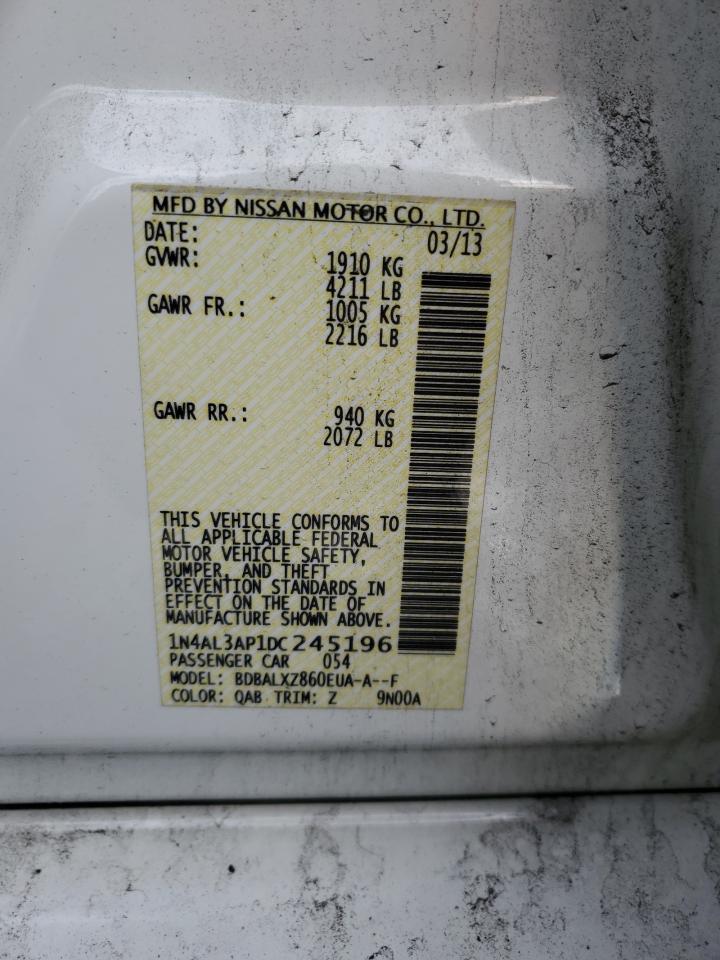 MFD BY NISSAN MOTOR CO., LTD.
DATE: 03/13
GVWR: 1910 KG
4211 LB
GAWR FR.: 1005 KG
2216 LB
GAWR RR.: 940 KG
2072 LB
THIS VEHICLE CONFORMS TO
ALL APPLICABLE FEDERAL
MOTOR VEHICLE SAFETY,
BUMPER, AND THEFT
PREVENTION STANDARDS IN
EFFECT ON THE DATE OF
MANUFACTURE SHOWN ABOVE.
1N4AL3AP1DC245196
PASSENGER CAR 054
MODEL: BDBALXZ860EUA-A--F
COLOR: QAB TRIM: Z 9N00A